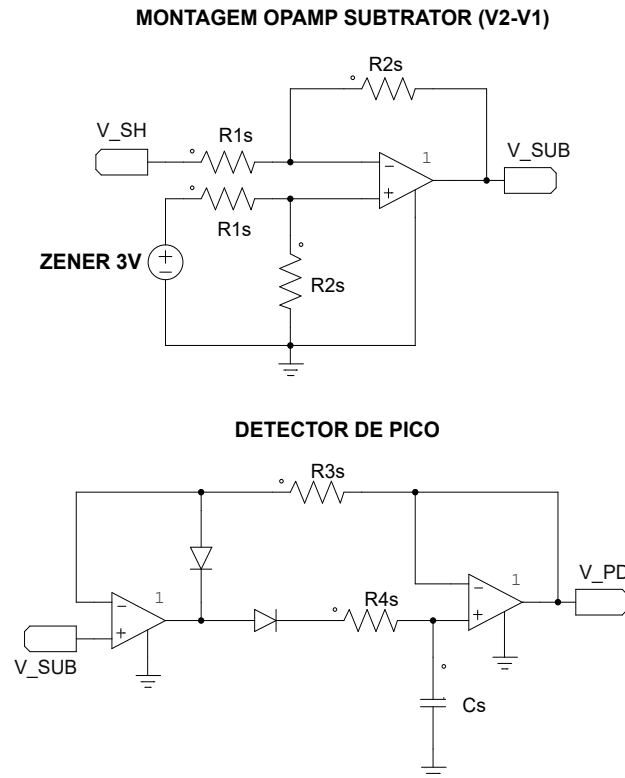 MONTAGEM OPAMP SUBTRATOR (V2-V1)
R2s
V_SH
R1s
1
V_SUB
R1s
ZENER 3V
R2s
DETECTOR DE PICO
R3s
1
1
V_PD
R4s
V_SUB
Cs